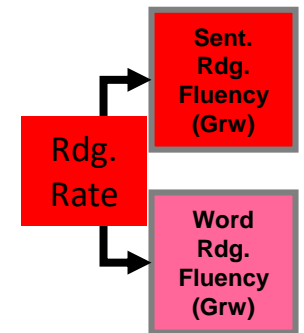 Sent.
Rdg.
Fluency
(Grw)
Rdg.
Rate
Word
Rdg.
Fluency
(Grw)